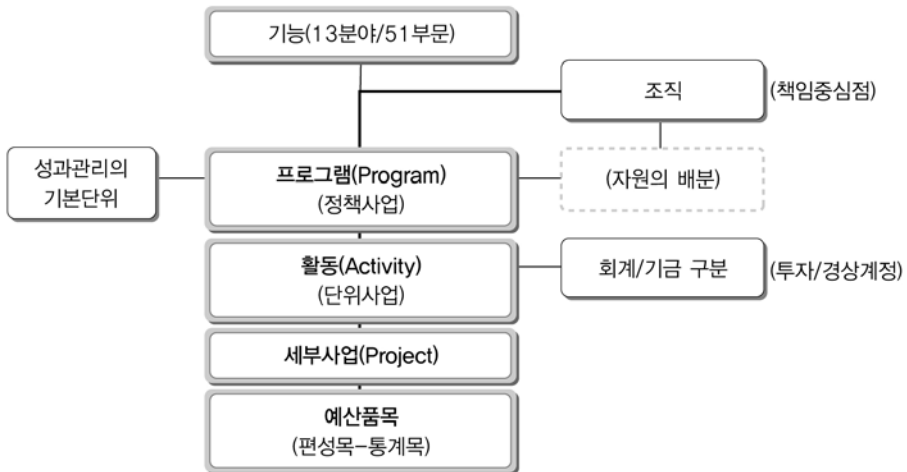 기능(13분야/51부문)
조직
(책임중심점)
성과관리의
기본단위
프로그램(Program)
(정책사업)
(자원의 배분)
활동(Activity)
(단위사업)
회계/기금 구분
(투자/경상계정)
세부사업(Project)
예산품목
(편성목-통계목)